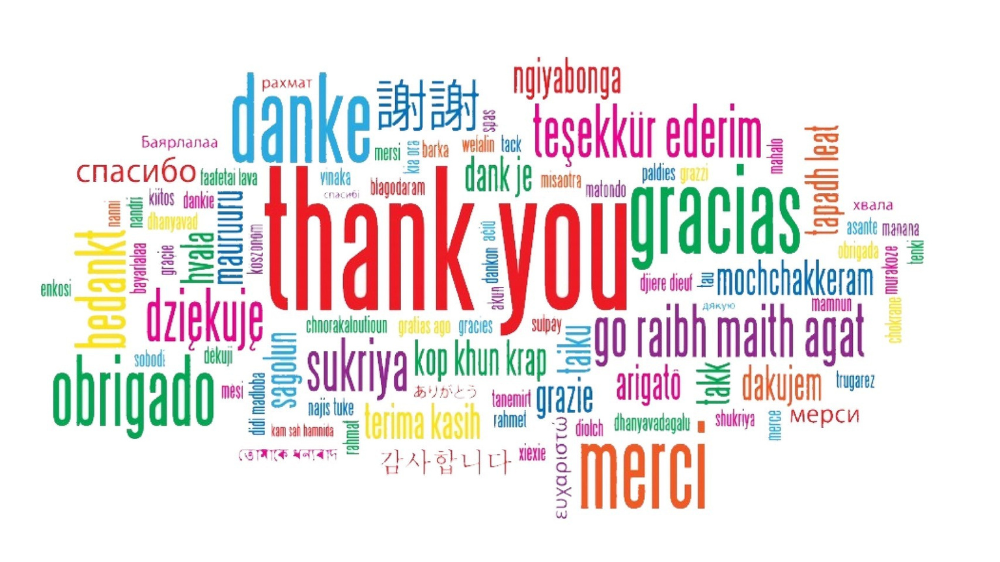 ngiyabonga
danke
рахмат
謝謝
spas
teşekkür ederim
mahalo
tapadh leat
Баярлалаа
mersi
kia ora
barka
welalin
tack
спасибо
faafetai lava
vinaka
спасибі
blagodaram
dank je
misaotra
matondo
paldies
grazzi
gracias
nanni
nandri
kiitos
dankie
mauruuru
dhanyavad
thank you
хвала
asante
manana
obrigada
murakoze
tenki
bedankt
bayarlalaa
gracie
hvala
koszonom
dankon
aciú
akun
enkosi
djiere dieuf
tau
mochchakkeram
dziękuję
дякую
mamnun
chokrane
chnorakaloutioun
gratias ago
gracies
sulpay
go raibh maith agat
sobodi
dėkuji
sagolun
sukriya
kop khun krap
taiku
obrigado
mėsi
didi madloba
ありがとう
tanemirt
grazie
arigatô
takk
dakujem
trugarez
najis tuke
terima kasih
rahmet
kam sah hamnida
rahmat
diolch
dhanyavadagalu
shukriya
merce
мерси
তোমাকে ধন্যবাদ
감사합니다
xièxie
ευχαριστώ
merci